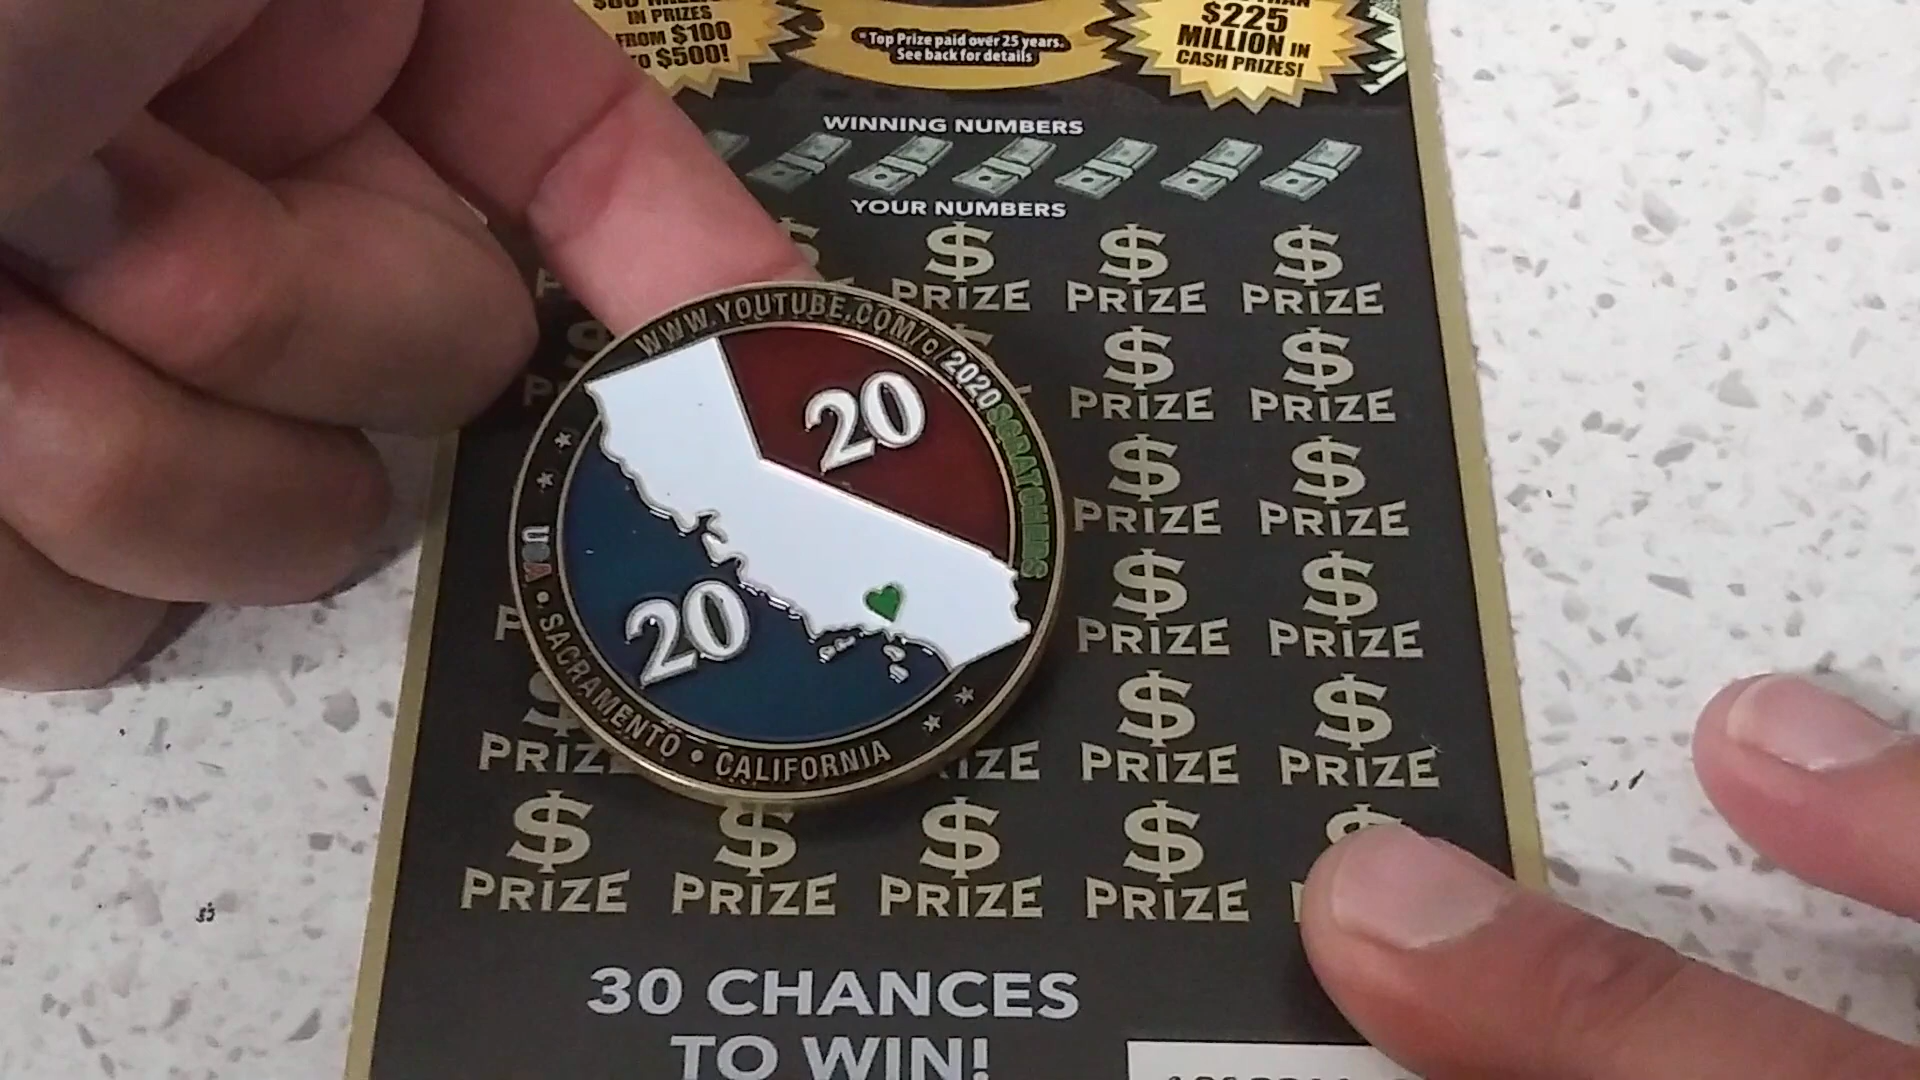 IN PRIZES
FROM $100
TO $500!
* Top Prize paid over 25 years.
See back for details
$225
MILLION IN
CASH PRIZES!
WINNING NUMBERS
YOUR NUMBERS
$ $ $
PRIZE PRIZE PRIZE
$ $
PRIZE PRIZE
$ $
PRIZE PRIZE
$ $
PRIZE PRIZE
$ $
PRIZE PRIZE
$ $ $ $
PRIZE PRIZE PRIZE PRIZE
30 CHANCES
TO WIN!
WWW.YOUTUBE.COM/c/2020SCRATCHERS
20
20
USA • SACRAMENTO • CALIFORNIA